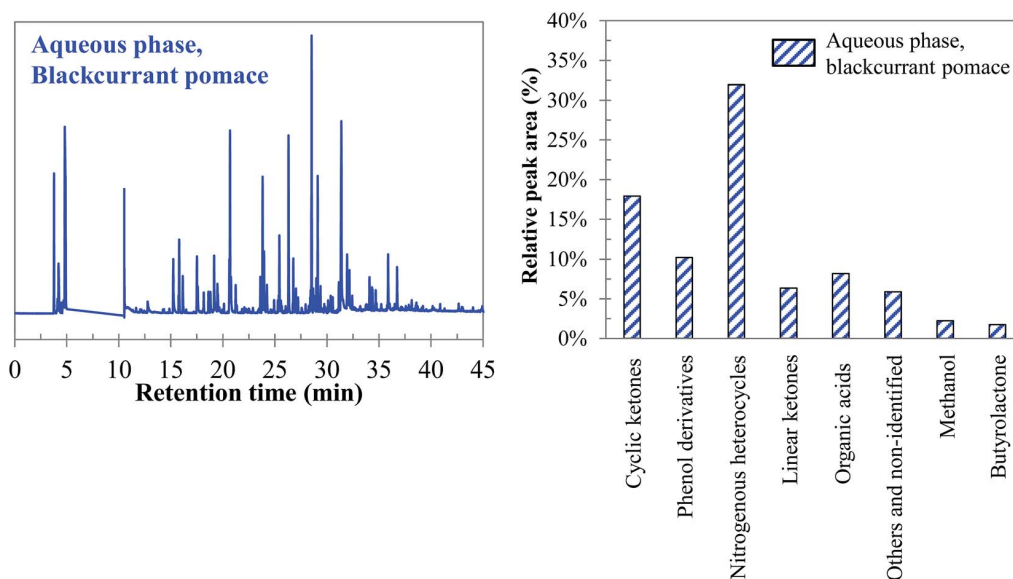 Aqueous phase,
Blackcurrant pomace
0 5 10 15 20 25 30 35 40 45
Retention time (min)
Relative peak area (%)
40%
35%
30%
25%
20%
15%
10%
5%
0%
Aqueous phase,
blackcurrant pomace
Cyclic ketones
Phenol derivatives
Nitrogenous heterocycles
Linear ketones
Organic acids
Others and non-identified
Methanol
Butyrolactone